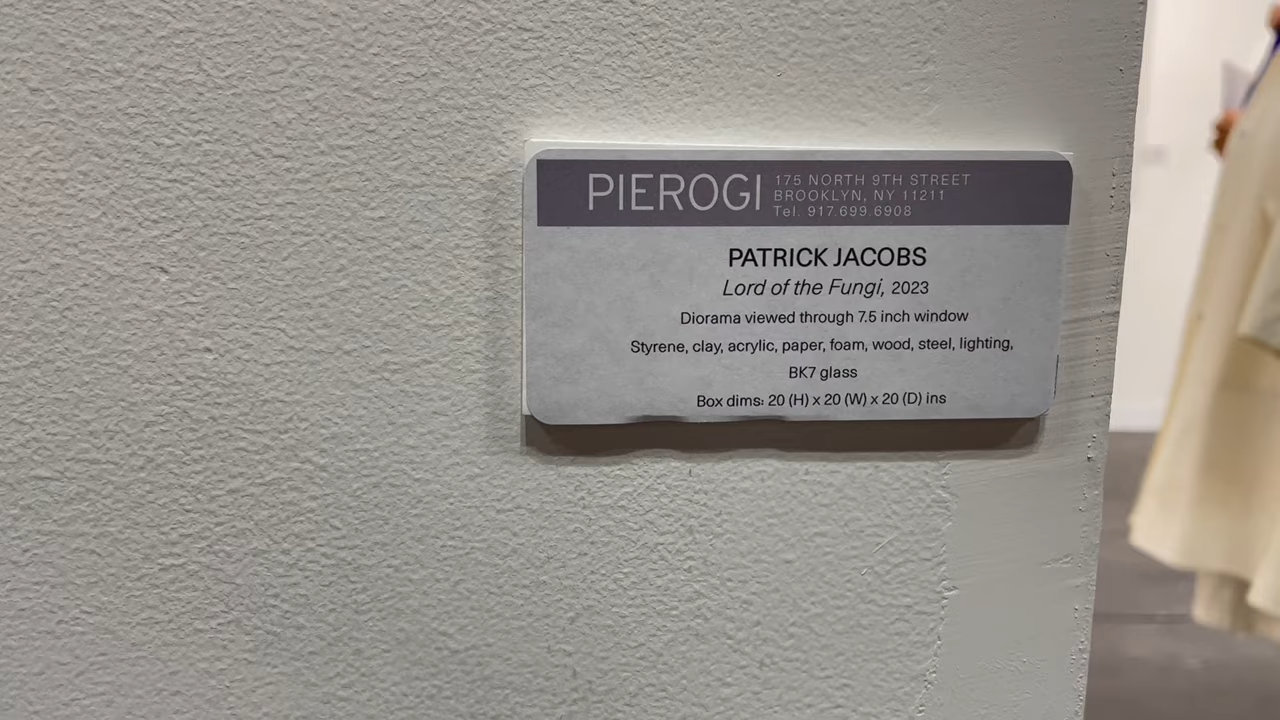 PIEROGI
175 NORTH 9TH STREET
BROOKLYN, NY 11211
Tel. 917.699.6908
PATRICK JACOBS
Lord of the Fungi, 2023
Diorama viewed through 7.5 inch window
Styrene, clay, acrylic, paper, foam, wood, steel, lighting,
BK7 glass
Box dims: 20 (H) x 20 (W) x 20 (D) ins